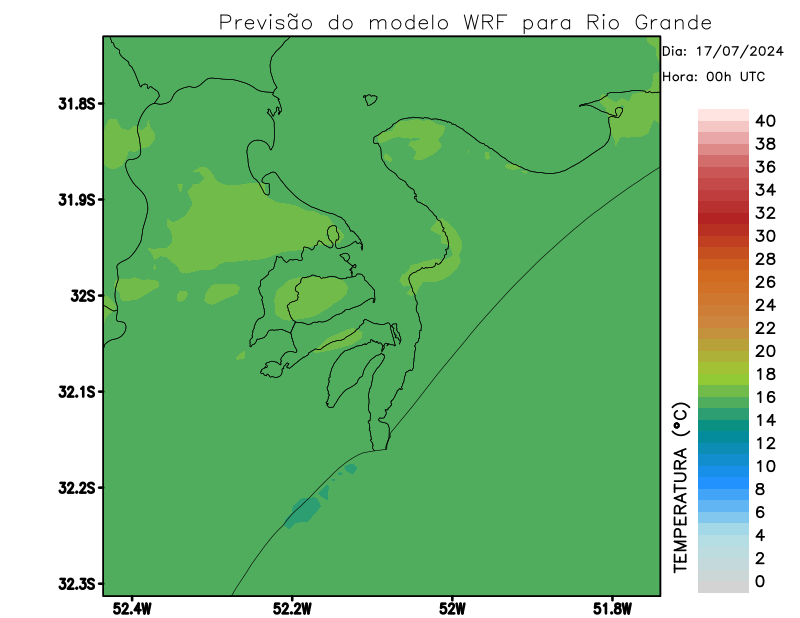 Previsão do modelo WRF para Rio Grande
Dia: 17/07/2024
Hora: 00h UTC
31.8S
31.9S
32S
32.1S
32.2S
32.3S
52.4W
52.2W
52W
51.8W
TEMPERATURA (°C)
40
38
36
34
32
30
28
26
24
22
20
18
16
14
12
10
8
6
4
2
0